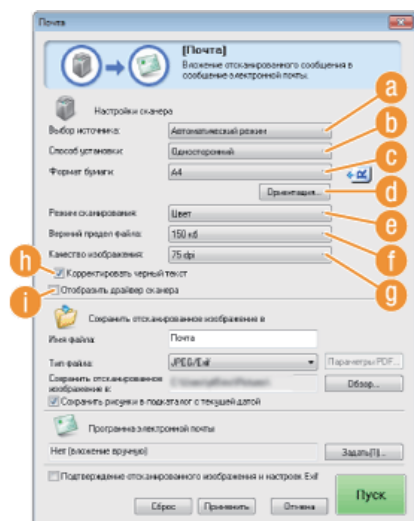 Почта
[Почта]
Вложение отсканированного сообщения в
сообщение электронной почты.
Настройки сканера
Выбор источника: Автоматический режим a
Способ установки: Односторонний b
Формат бумаги: A4 c
Ориентация... d
Режим сканирования: Цвет e
Верхний предел файла: 150 кб f
Качество изображения: 75 dpi g
h Корректировать черный текст
i Отобразить драйвер сканера
Сохранить отсканированное изображение в
Имя файла: Почта
Тип файла: JPEG/Exif Параметры PDF...
Сохранить отсканированное
изображение в: Обзор...
Сохранить рисунки в подкаталог с текущей датой
Программа электронной почты
Нет (вложение вручную) Задать(1)...
Подтверждение отсканированного изображения и настроек Exif
Сброс Применить Отмена Пуск